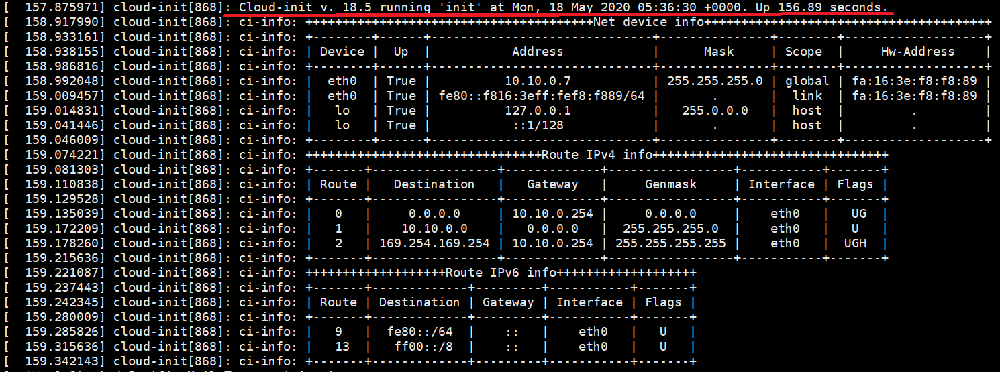 [  157.875971] cloud-init[868]: Cloud-init v. 18.5 running 'init' at Mon, 18 May 2020 05:36:30 +0000. Up 156.89 seconds.
[  158.917990] cloud-init[868]: ci-info: +++++++++++++++++++++++++++++++++++++++Net device info+++++++++++++++++++++++++++++++++++++++
[  158.933161] cloud-init[868]: ci-info: +--------+------+------------------------------+---------------+--------+-------------------+
[  158.938155] cloud-init[868]: ci-info: | Device |  Up  |           Address            |      Mask     | Scope  |     Hw-Address    |
[  158.986816] cloud-init[868]: ci-info: +--------+------+------------------------------+---------------+--------+-------------------+
[  158.992048] cloud-init[868]: ci-info: |  eth0  | True |          10.10.0.7           | 255.255.255.0 | global | fa:16:3e:f8:f8:89 |
[  159.009457] cloud-init[868]: ci-info: |  eth0  | True | fe80::f816:3eff:fef8:f889/64 |       .       |  link  | fa:16:3e:f8:f8:89 |
[  159.014831] cloud-init[868]: ci-info: |   lo   | True |          127.0.0.1           |   255.0.0.0   |  host  |         .         |
[  159.041446] cloud-init[868]: ci-info: |   lo   | True |           ::1/128            |       .       |  host  |         .         |
[  159.046009] cloud-init[868]: ci-info: +--------+------+------------------------------+---------------+--------+-------------------+
[  159.074221] cloud-init[868]: ci-info: ++++++++++++++++++++++++++++++++Route IPv4 info++++++++++++++++++++++++++++++++
[  159.081303] cloud-init[868]: ci-info: +-------+-----------------+-------------+-----------------+-----------+-------+
[  159.110838] cloud-init[868]: ci-info: | Route |   Destination   |   Gateway   |     Genmask     | Interface | Flags |
[  159.129528] cloud-init[868]: ci-info: +-------+-----------------+-------------+-----------------+-----------+-------+
[  159.135039] cloud-init[868]: ci-info: |   0   |     0.0.0.0     | 10.10.0.254 |     0.0.0.0     |    eth0   |   UG  |
[  159.172209] cloud-init[868]: ci-info: |   1   |    10.10.0.0    |   0.0.0.0   |  255.255.255.0  |    eth0   |   U   |
[  159.178260] cloud-init[868]: ci-info: |   2   | 169.254.169.254 | 10.10.0.254 | 255.255.255.255 |    eth0   |  UGH  |
[  159.215636] cloud-init[868]: ci-info: +-------+-----------------+-------------+-----------------+-----------+-------+
[  159.221087] cloud-init[868]: ci-info: +++++++++++++++++++Route IPv6 info+++++++++++++++++++
[  159.237443] cloud-init[868]: ci-info: +-------+-------------+---------+-----------+-------+
[  159.242345] cloud-init[868]: ci-info: | Route | Destination | Gateway | Interface | Flags |
[  159.280009] cloud-init[868]: ci-info: +-------+-------------+---------+-----------+-------+
[  159.285826] cloud-init[868]: ci-info: |   9   |  fe80::/64  |    ::   |    eth0   |   U   |
[  159.315636] cloud-init[868]: ci-info: |   13  |   ff00::/8  |    ::   |    eth0   |   U   |
[  159.342143] cloud-init[868]: ci-info: +-------+-------------+---------+-----------+-------+